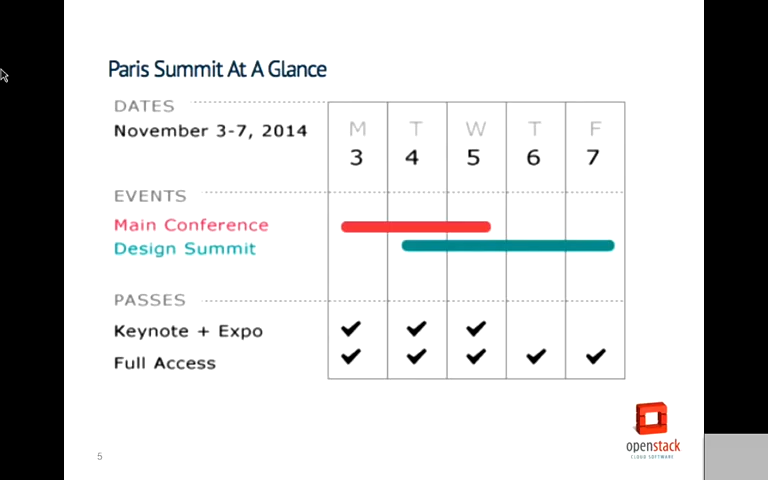 Paris Summit At A Glance
DATES
November 3-7, 2014
M T W T F
3 4 5 6 7
EVENTS
Main Conference
Design Summit
PASSES
Keynote + Expo
Full Access
openstack
CLOUD SOFTWARE
5